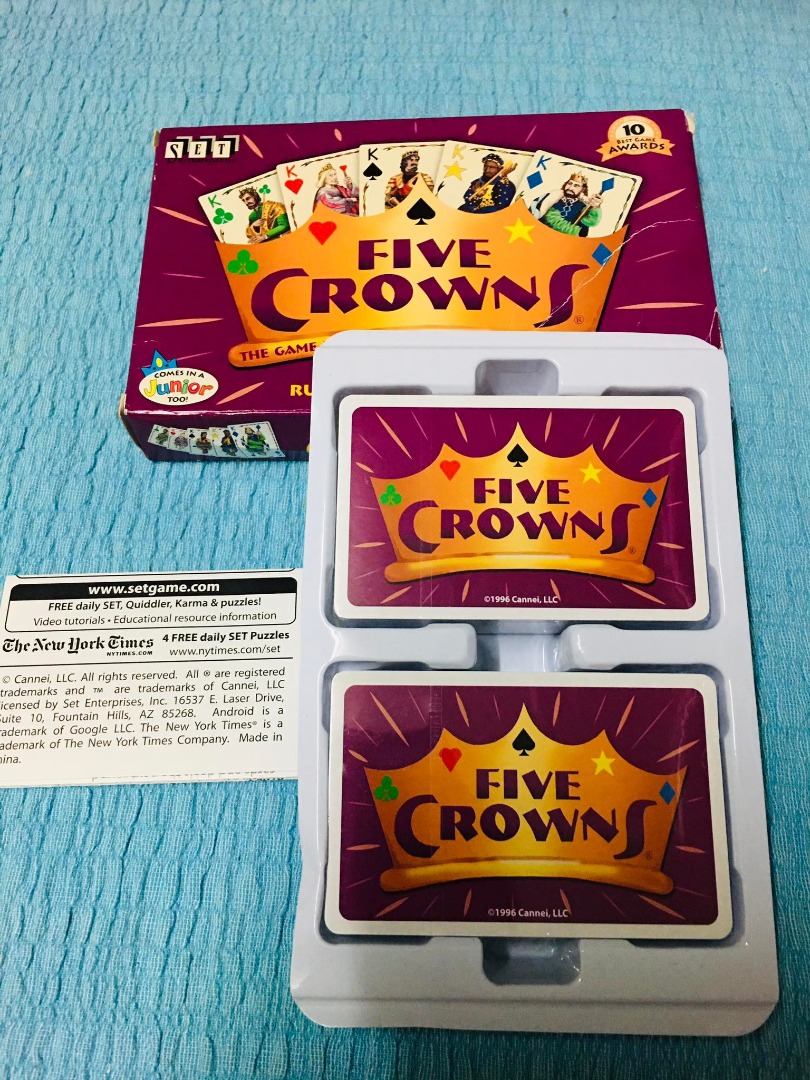 SET
10
BEST GAME
AWARDS
K
K
K
K
K
FIVE
CROWNS
®
THE GAME
COMES IN A
Junior
TOO!
RU
FIVE
CROWNS
®
©1996 Cannei, LLC
www.setgame.com
FREE daily SET, Quiddler, Karma & puzzles!
Video tutorials • Educational resource information
The New York Times
NYTIMES.COM
4 FREE daily SET Puzzles
www.nytimes.com/set
© Cannei, LLC. All rights reserved. All ® are registered
trademarks and ™ are trademarks of Cannei, LLC
licensed by Set Enterprises, Inc. 16537 E. Laser Drive,
Suite 10, Fountain Hills, AZ 85268. Android is a
trademark of Google LLC. The New York Times® is a
ademark of The New York Times Company. Made in
hina.
FIVE
CROWNS
®
©1996 Cannei, LLC